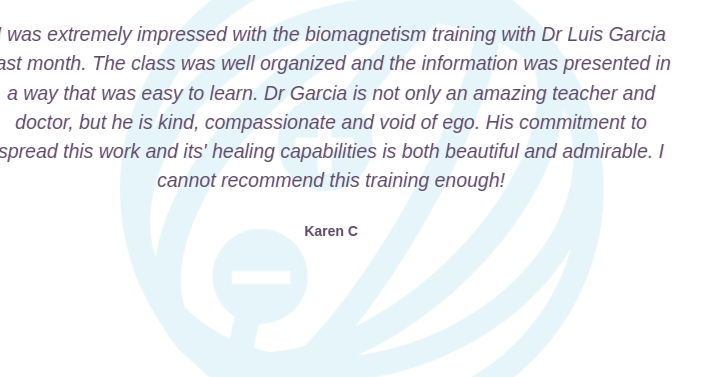 I was extremely impressed with the biomagnetism training with Dr Luis Garcia
last month. The class was well organized and the information was presented in
a way that was easy to learn. Dr Garcia is not only an amazing teacher and
doctor, but he is kind, compassionate and void of ego. His commitment to
spread this work and its' healing capabilities is both beautiful and admirable. I
cannot recommend this training enough!
Karen C